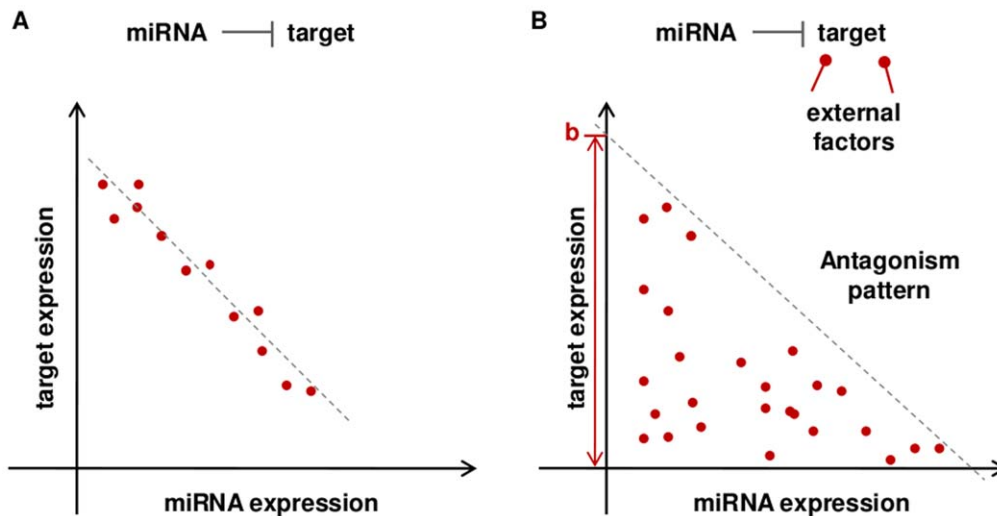 A
miRNA target
target expression
miRNA expression
B
miRNA target
external
factors
b
target expression
Antagonism
pattern
miRNA expression